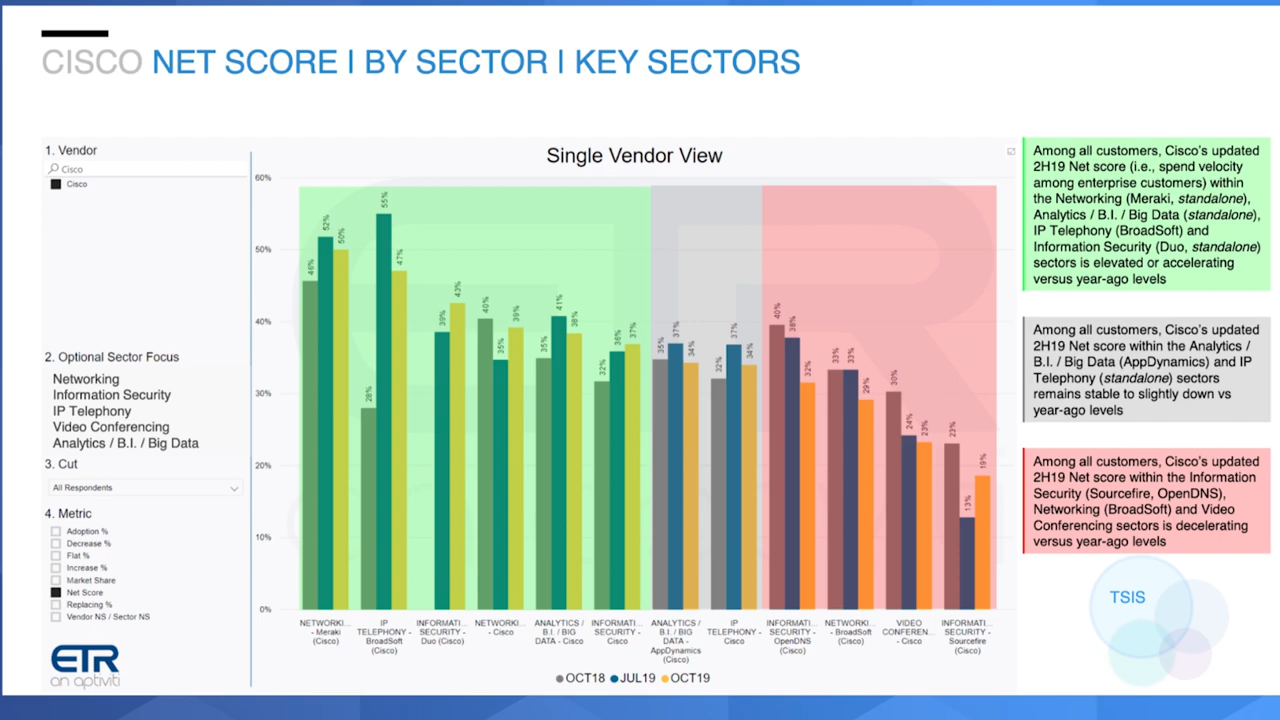 CISCO NET SCORE | BY SECTOR | KEY SECTORS
1. Vendor
Cisco
Cisco
2. Optional Sector Focus
Networking
Information Security
IP Telephony
Video Conferencing
Analytics / B.I. / Big Data
3. Cut
All Respondents
4. Metric
Adoption %
Decrease %
Flat %
Increase %
Market Share
Net Score
Replacing %
Vendor NS / Sector NS
ETR
an aptiviti
Single Vendor View
60%
50%
40%
30%
20%
10%
0%
46% 52% 50%
28% 55% 47%
39% 43%
40% 35% 39%
35% 41% 38%
32% 36% 37%
35% 37% 34%
32% 37% 34%
40% 38% 32%
33% 33% 29%
30% 24% 23%
23% 13% 19%
NETWORKI...
- Meraki
(Cisco)
IP
TELEPHONY -
BroadSoft
(Cisco)
INFORMATI...
SECURITY -
Duo (Cisco)
NETWORKI...
- Cisco
ANALYTICS /
B.I. / BIG
DATA - Cisco
INFORMATI...
SECURITY -
Cisco
ANALYTICS /
B.I. / BIG
DATA -
AppDynamics
(Cisco)
IP
TELEPHONY -
Cisco
INFORMATI...
SECURITY -
OpenDNS
(Cisco)
NETWORKI...
- BroadSoft
(Cisco)
VIDEO
CONFEREN...
- Cisco
INFORMATI...
SECURITY -
Sourcefire
(Cisco)
OCT18 JUL19 OCT19
Among all customers, Cisco's updated
2H19 Net score (i.e., spend velocity
among enterprise customers) within
the Networking (Meraki, standalone),
Analytics / B.I. / Big Data (standalone),
IP Telephony (BroadSoft) and
Information Security (Duo, standalone)
sectors is elevated or accelerating
versus year-ago levels
Among all customers, Cisco's updated
2H19 Net score within the Analytics /
B.I. / Big Data (AppDynamics) and IP
Telephony (standalone) sectors
remains stable to slightly down vs
year-ago levels
Among all customers, Cisco's updated
2H19 Net score within the Information
Security (Sourcefire, OpenDNS),
Networking (BroadSoft) and Video
Conferencing sectors is decelerating
versus year-ago levels
TSIS